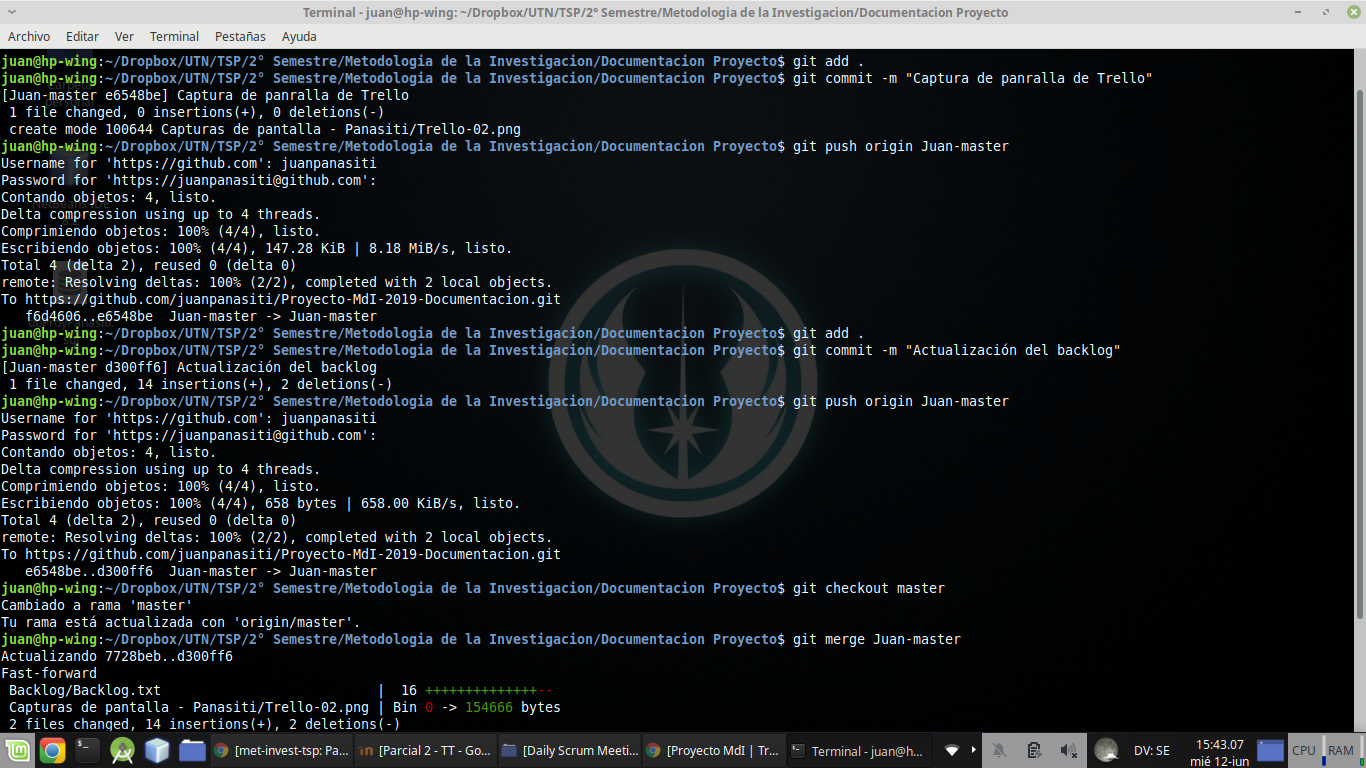 Terminal - juan@hp-wing: ~/Dropbox/UTN/TSP/2° Semestre/Metodologia de la Investigacion/Documentacion Proyecto
Archivo Editar Ver Terminal Pestañas Ayuda
juan@hp-wing:~/Dropbox/UTN/TSP/2° Semestre/Metodologia de la Investigacion/Documentacion Proyecto$ git add .
juan@hp-wing:~/Dropbox/UTN/TSP/2° Semestre/Metodologia de la Investigacion/Documentacion Proyecto$ git commit -m "Captura de panralla de Trello"
[Juan-master e6548be] Captura de panralla de Trello
1 file changed, 0 insertions(+), 0 deletions(-)
create mode 100644 Capturas de pantalla - Panasiti/Trello-02.png
juan@hp-wing:~/Dropbox/UTN/TSP/2° Semestre/Metodologia de la Investigacion/Documentacion Proyecto$ git push origin Juan-master
Username for 'https://github.com': juanpanasiti
Password for 'https://juanpanasiti@github.com':
Contando objetos: 4, listo.
Delta compression using up to 4 threads.
Comprimiendo objetos: 100% (4/4), listo.
Escribiendo objetos: 100% (4/4), 147.28 KiB | 8.18 MiB/s, listo.
Total 4 (delta 2), reused 0 (delta 0)
remote: Resolving deltas: 100% (2/2), completed with 2 local objects.
To https://github.com/juanpanasiti/Proyecto-MdI-2019-Documentacion.git
f6d4606..e6548be  Juan-master -> Juan-master
juan@hp-wing:~/Dropbox/UTN/TSP/2° Semestre/Metodologia de la Investigacion/Documentacion Proyecto$ git add .
juan@hp-wing:~/Dropbox/UTN/TSP/2° Semestre/Metodologia de la Investigacion/Documentacion Proyecto$ git commit -m "Actualización del backlog"
[Juan-master d300ff6] Actualización del backlog
1 file changed, 14 insertions(+), 2 deletions(-)
juan@hp-wing:~/Dropbox/UTN/TSP/2° Semestre/Metodologia de la Investigacion/Documentacion Proyecto$ git push origin Juan-master
Username for 'https://github.com': juanpanasiti
Password for 'https://juanpanasiti@github.com':
Contando objetos: 4, listo.
Delta compression using up to 4 threads.
Comprimiendo objetos: 100% (4/4), listo.
Escribiendo objetos: 100% (4/4), 658 bytes | 658.00 KiB/s, listo.
Total 4 (delta 2), reused 0 (delta 0)
remote: Resolving deltas: 100% (2/2), completed with 2 local objects.
To https://github.com/juanpanasiti/Proyecto-MdI-2019-Documentacion.git
e6548be..d300ff6  Juan-master -> Juan-master
juan@hp-wing:~/Dropbox/UTN/TSP/2° Semestre/Metodologia de la Investigacion/Documentacion Proyecto$ git checkout master
Cambiado a rama 'master'
Tu rama está actualizada con 'origin/master'.
juan@hp-wing:~/Dropbox/UTN/TSP/2° Semestre/Metodologia de la Investigacion/Documentacion Proyecto$ git merge Juan-master
Actualizando 7728beb..d300ff6
Fast-forward
Backlog/Backlog.txt | 16 ++++++++++++++--
Capturas de pantalla - Panasiti/Trello-02.png | Bin 0 -> 154666 bytes
2 files changed, 14 insertions(+), 2 deletions(-)
[met-invest-tsp: Pa... [Parcial 2 - TT - Go... [Daily Scrum Meeti... [Proyecto MdI | Tr... Terminal - juan@h... DV: SE 15:43.07 CPU RAM
mié 12-jun